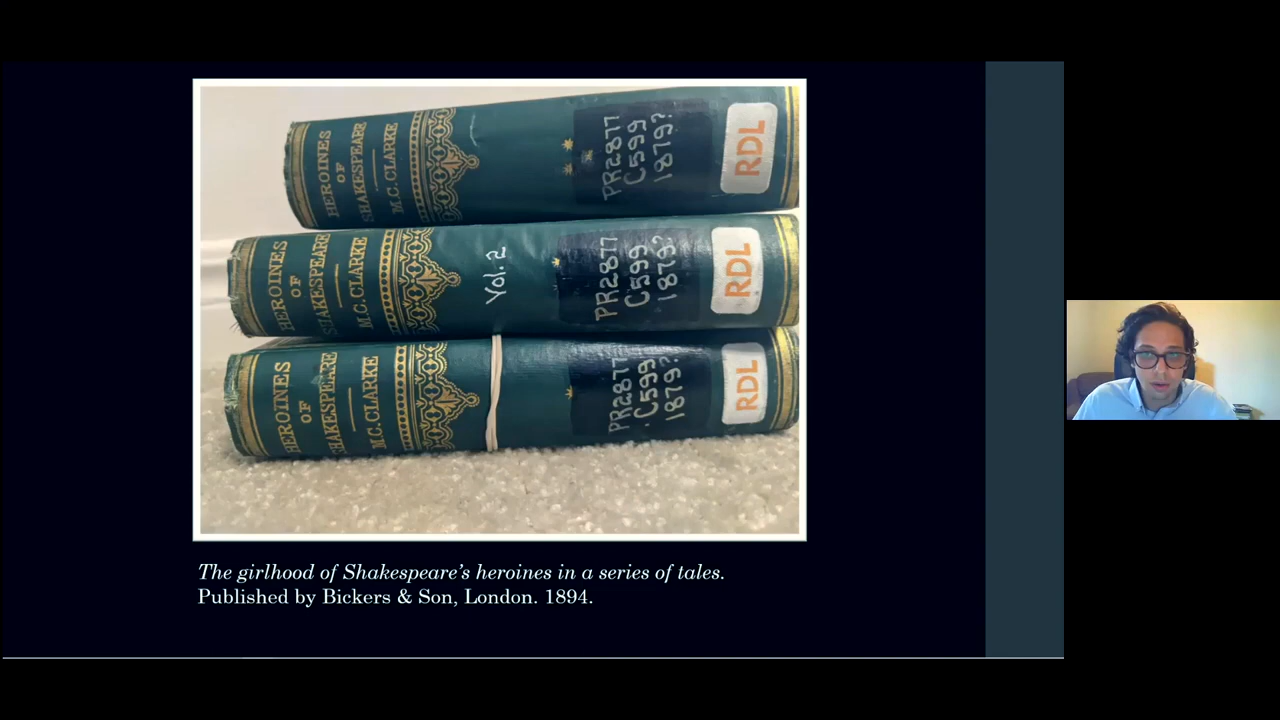 HEROINES
OF
SHAKESPEARE
M.C. CLARKE
PR2877
C599
1879?
RDL
HEROINES
OF
SHAKESPEARE
M.C. CLARKE
Vol. 2
PR2877
C599
1879?
RDL
HEROINES
OF
SHAKESPEARE
M.C. CLARKE
PR2877
C599
1879?
RDL
The girlhood of Shakespeare's heroines in a series of tales.
Published by Bickers & Son, London. 1894.